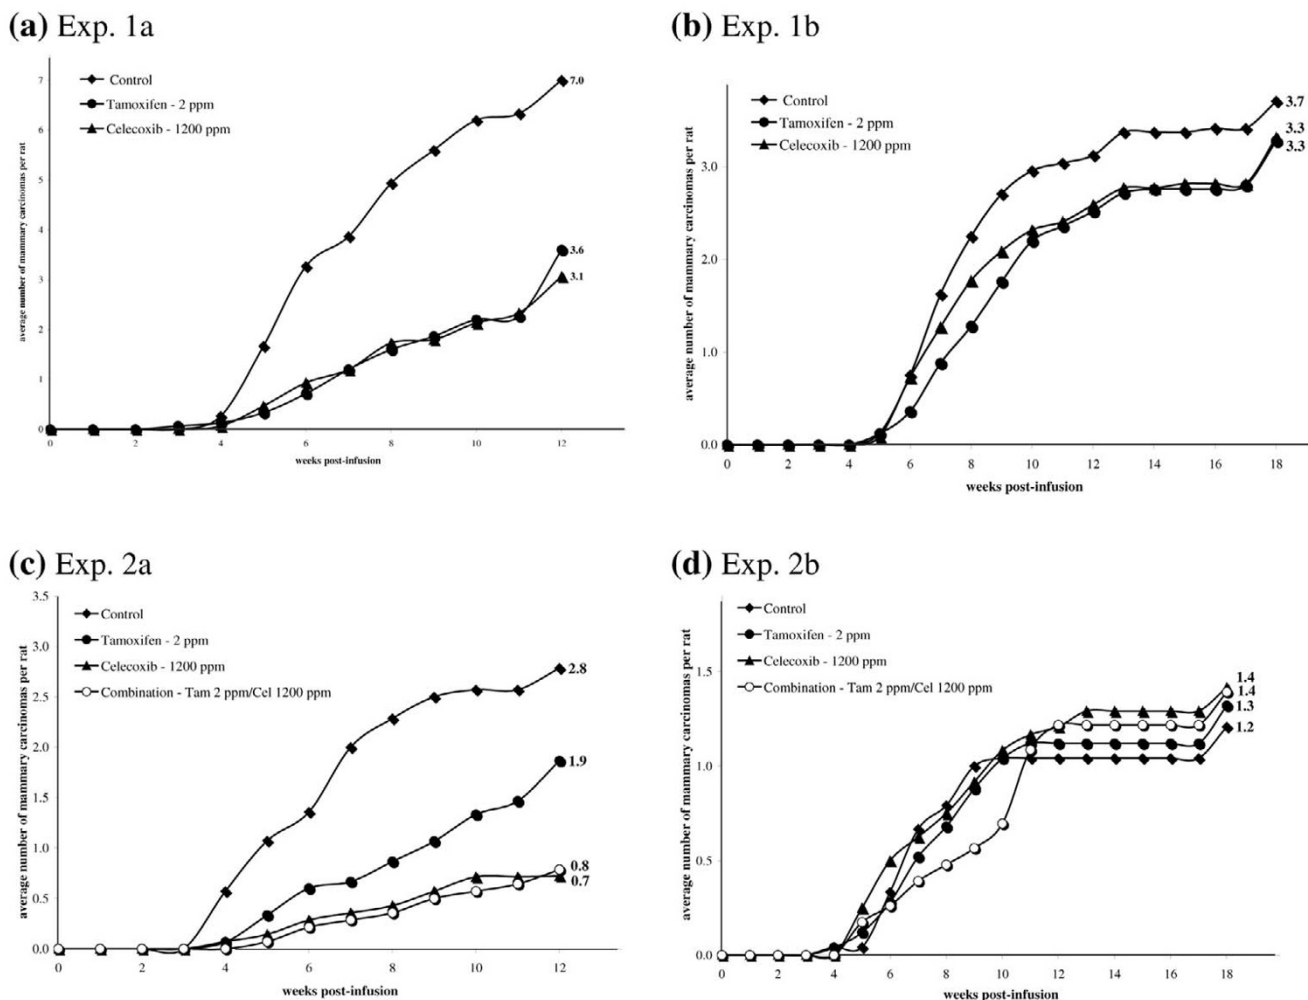 (a) Exp. 1a
average number of mammary carcinomas per rat
7
6
5
4
3
2
1
0
Control
Tamoxifen - 2 ppm
Celecoxib - 1200 ppm
7.0
3.6
3.1
0 2 4 6 8 10 12
weeks post-infusion
(b) Exp. 1b
average number of mammary carcinomas per rat
3.0
2.0
1.0
0.0
Control
Tamoxifen - 2 ppm
Celecoxib - 1200 ppm
3.7
3.3
3.3
0 2 4 6 8 10 12 14 16 18
weeks post-infusion
(c) Exp. 2a
average number of mammary carcinomas per rat
3.5
3.0
2.5
2.0
1.5
1.0
0.5
0.0
Control
Tamoxifen - 2 ppm
Celecoxib - 1200 ppm
Combination - Tam 2 ppm/Cel 1200 ppm
2.8
1.9
0.8
0.7
0 2 4 6 8 10 12
weeks post-infusion
(d) Exp. 2b
average number of mammary carcinomas per rat
1.5
1.0
0.5
0.0
Control
Tamoxifen - 2 ppm
Celecoxib - 1200 ppm
Combination - Tam 2 ppm/Cel 1200 ppm
1.4
1.4
1.3
1.2
0 2 4 6 8 10 12 14 16 18
weeks post-infusion